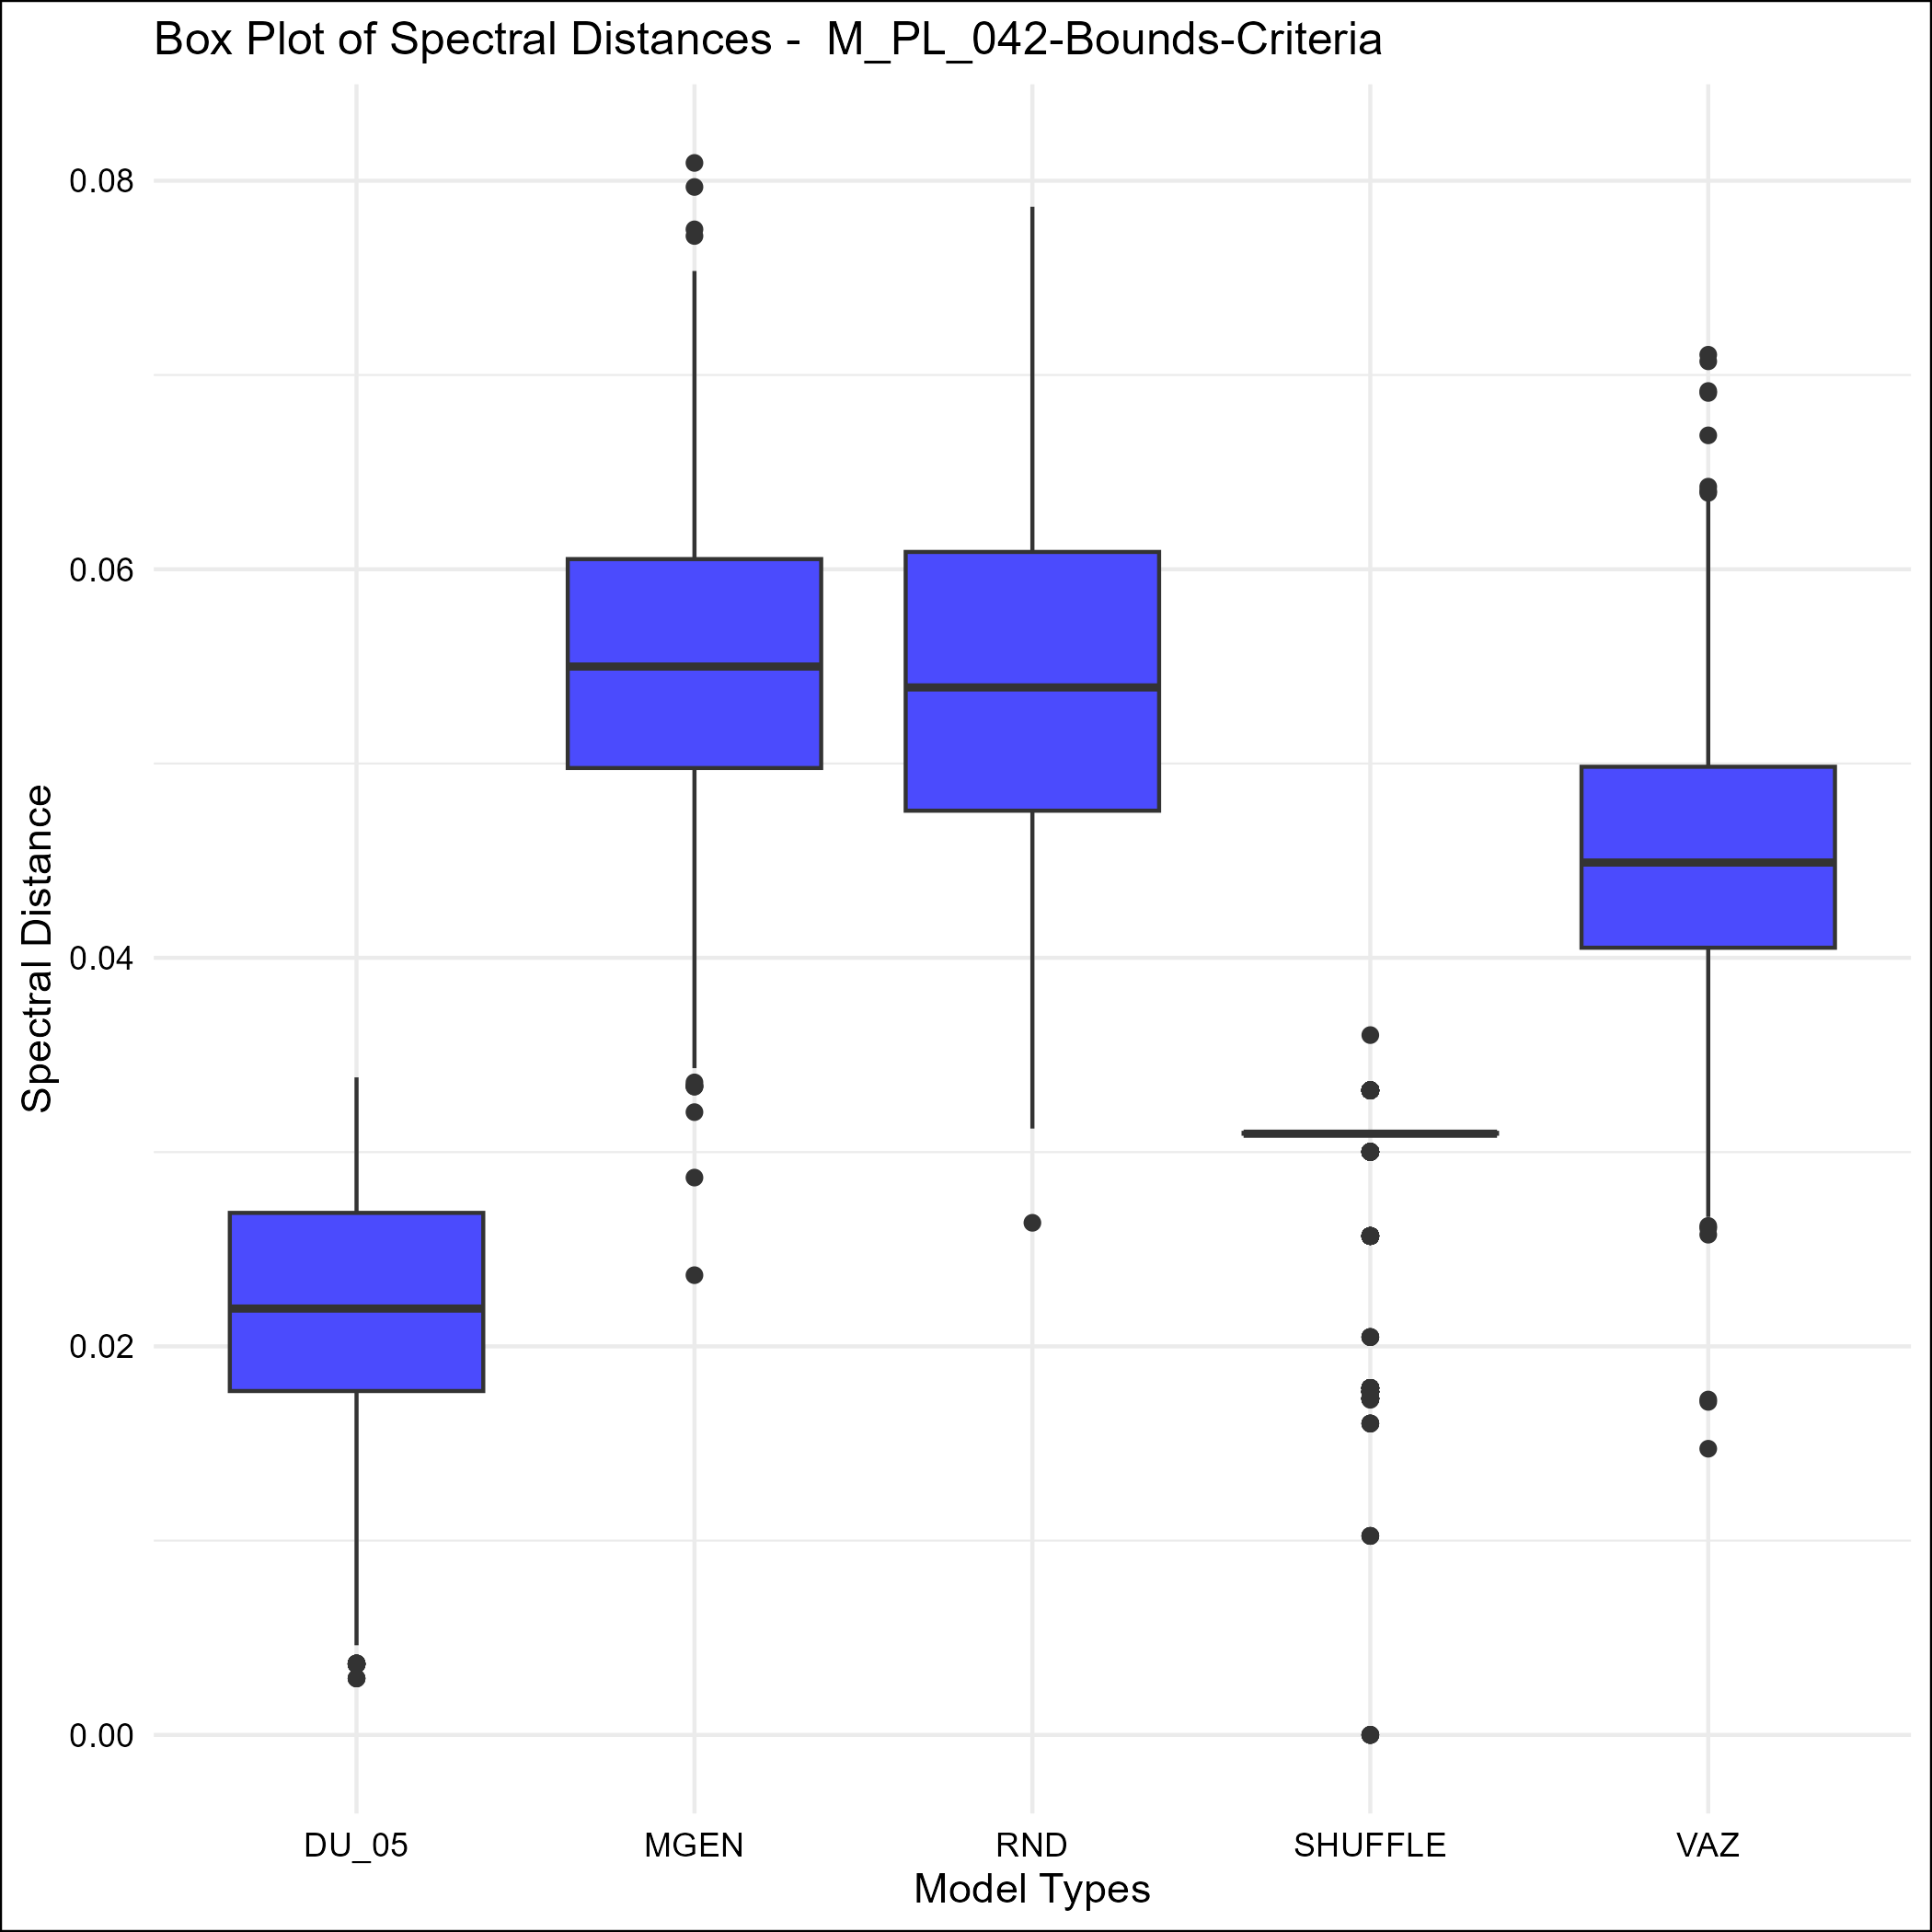 Box Plot of Spectral Distances -  M_PL_042-Bounds-Criteria
0.08
0.06
0.04
0.02
0.00
Spectral Distance
DU_05 MGEN RND SHUFFLE VAZ
Model Types